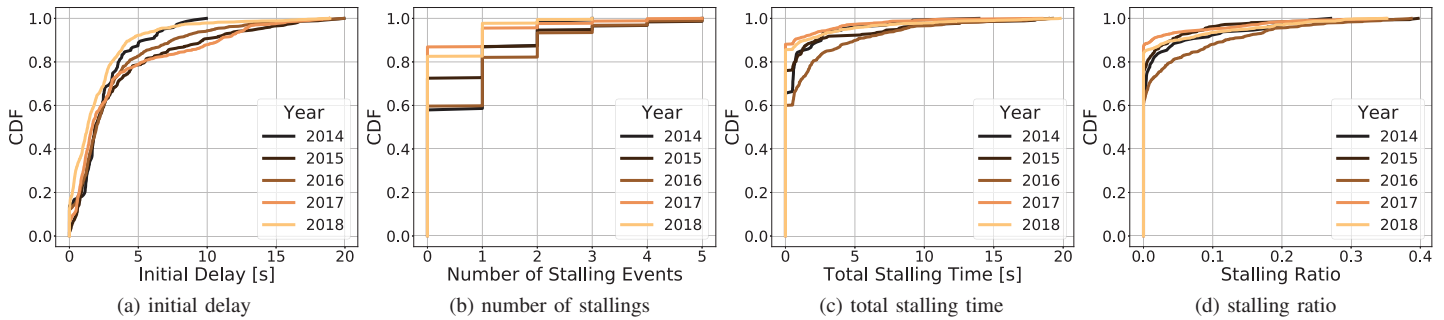 1.0
0.8
0.6
0.4
0.2
0.0
CDF
0 5 10 15 20
Initial Delay [s]
Year
2014
2015
2016
2017
2018
(a) initial delay
1.0
0.8
0.6
0.4
0.2
0.0
CDF
0 1 2 3 4 5
Number of Stalling Events
Year
2014
2015
2016
2017
2018
(b) number of stallings
1.0
0.8
0.6
0.4
0.2
0.0
CDF
0 5 10 15 20
Total Stalling Time [s]
Year
2014
2015
2016
2017
2018
(c) total stalling time
1.0
0.8
0.6
0.4
0.2
0.0
CDF
0.0 0.1 0.2 0.3 0.4
Stalling Ratio
Year
2014
2015
2016
2017
2018
(d) stalling ratio